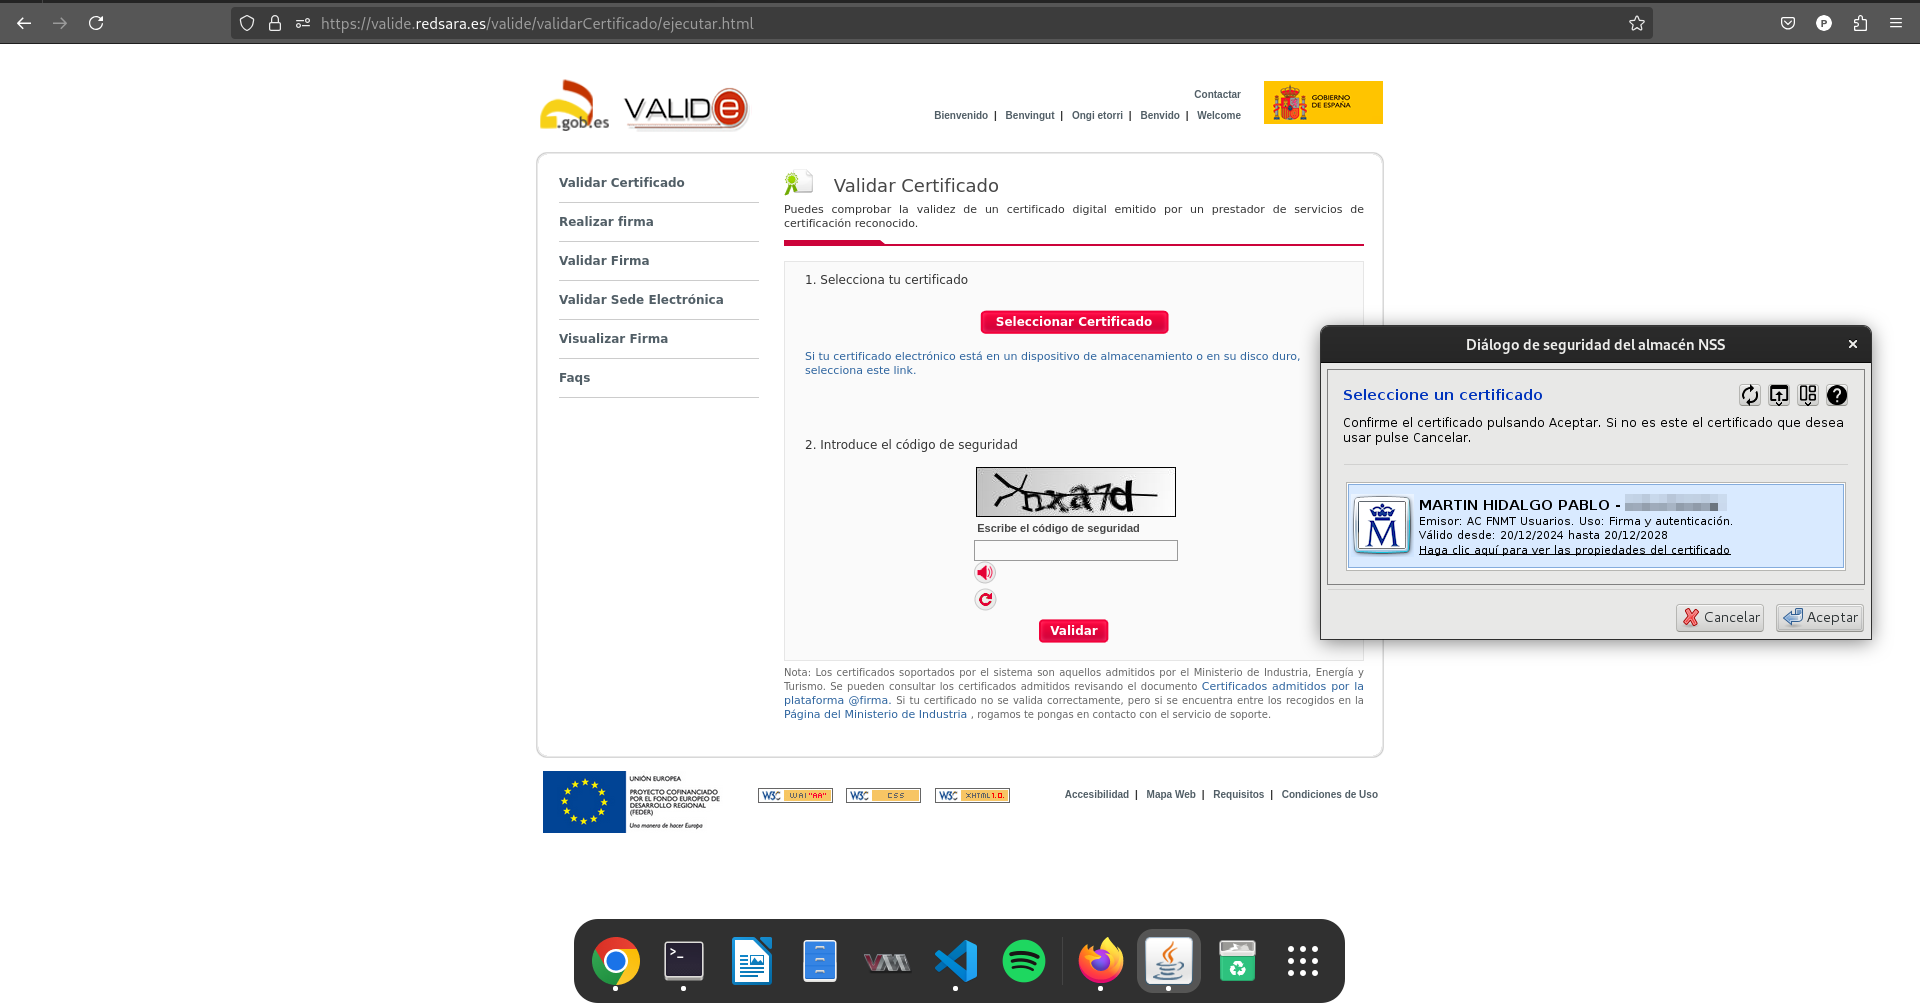 https://valide.redsara.es/valide/validarCertificado/ejecutar.html
P
.gob.es
VALIDe
Contactar
Bienvenido | Benvingut | Ongi etorri | Benvido | Welcome
GOBIERNO
DE ESPAÑA
Validar Certificado
Realizar firma
Validar Firma
Validar Sede Electrónica
Visualizar Firma
Faqs
Validar Certificado
Puedes comprobar la validez de un certificado digital emitido por un prestador de servicios de
certificación reconocido.
1. Selecciona tu certificado
Seleccionar Certificado
Si tu certificado electrónico está en un dispositivo de almacenamiento o en su disco duro,
selecciona este link.
2. Introduce el código de seguridad
Xnxa7d
Escribe el código de seguridad
Validar
Nota: Los certificados soportados por el sistema son aquellos admitidos por el Ministerio de Industria, Energía y
Turismo. Se pueden consultar los certificados admitidos revisando el documento Certificados admitidos por la
plataforma @firma. Si tu certificado no se valida correctamente, pero si se encuentra entre los recogidos en la
Página del Ministerio de Industria , rogamos te pongas en contacto con el servicio de soporte.
Diálogo de seguridad del almacén NSS
Seleccione un certificado
Confirme el certificado pulsando Aceptar. Si no es este el certificado que desea
usar pulse Cancelar.
MARTIN HIDALGO PABLO -
Emisor: AC FNMT Usuarios. Uso: Firma y autenticación.
Válido desde: 20/12/2024 hasta 20/12/2028
Haga clic aquí para ver las propiedades del certificado
Cancelar
Aceptar
UNIÓN EUROPEA
PROYECTO COFINANCIADO
POR EL FONDO EUROPEO DE
DESARROLLO REGIONAL
(FEDER)
Una manera de hacer Europa
W3C WAI"AA"
W3C CSS
W3C XHTML1.0.
Accesibilidad | Mapa Web | Requisitos | Condiciones de Uso